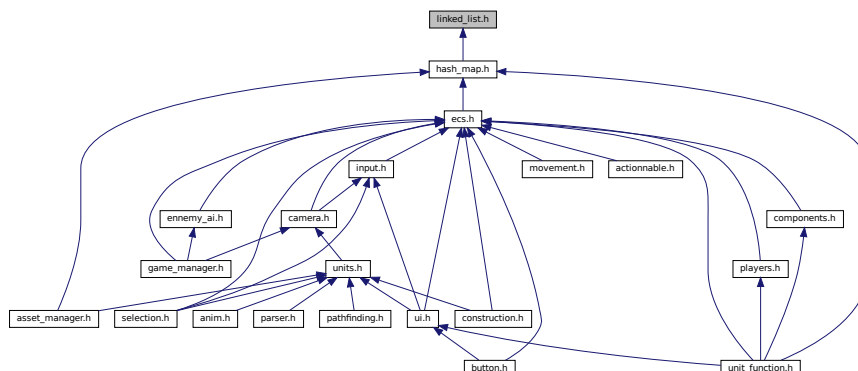 linked_list.h
hash_map.h
ecs.h
input.h
movement.h
actionnable.h
ennemy_ai.h
camera.h
components.h
game_manager.h
units.h
players.h
asset_manager.h
selection.h
anim.h
parser.h
pathfinding.h
ui.h
construction.h
button.h
unit_function.h